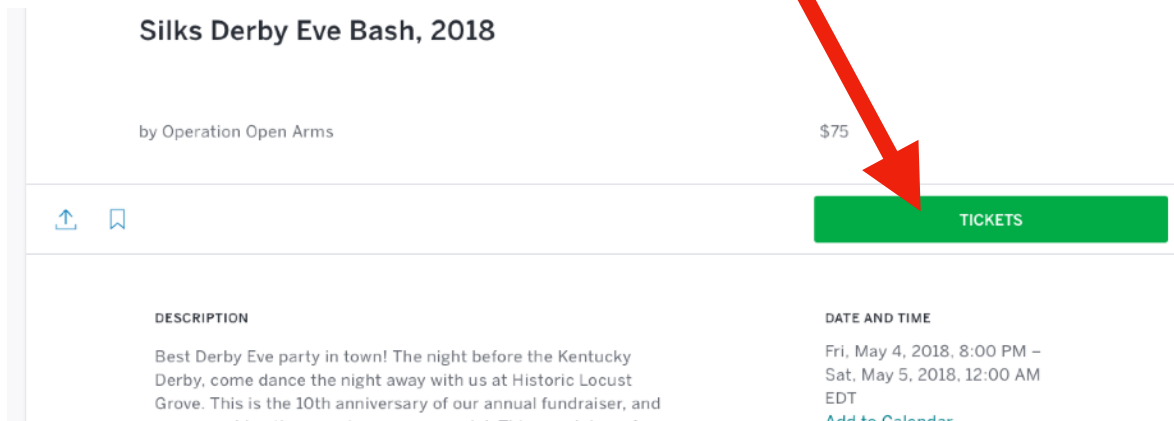 Silks Derby Eve Bash, 2018
by Operation Open Arms
$75
TICKETS
DESCRIPTION
Best Derby Eve party in town! The night before the Kentucky
Derby, come dance the night away with us at Historic Locust
Grove. This is the 10th anniversary of our annual fundraiser, and
DATE AND TIME
Fri, May 4, 2018, 8:00 PM –
Sat, May 5, 2018, 12:00 AM
EDT
Add to Calendar